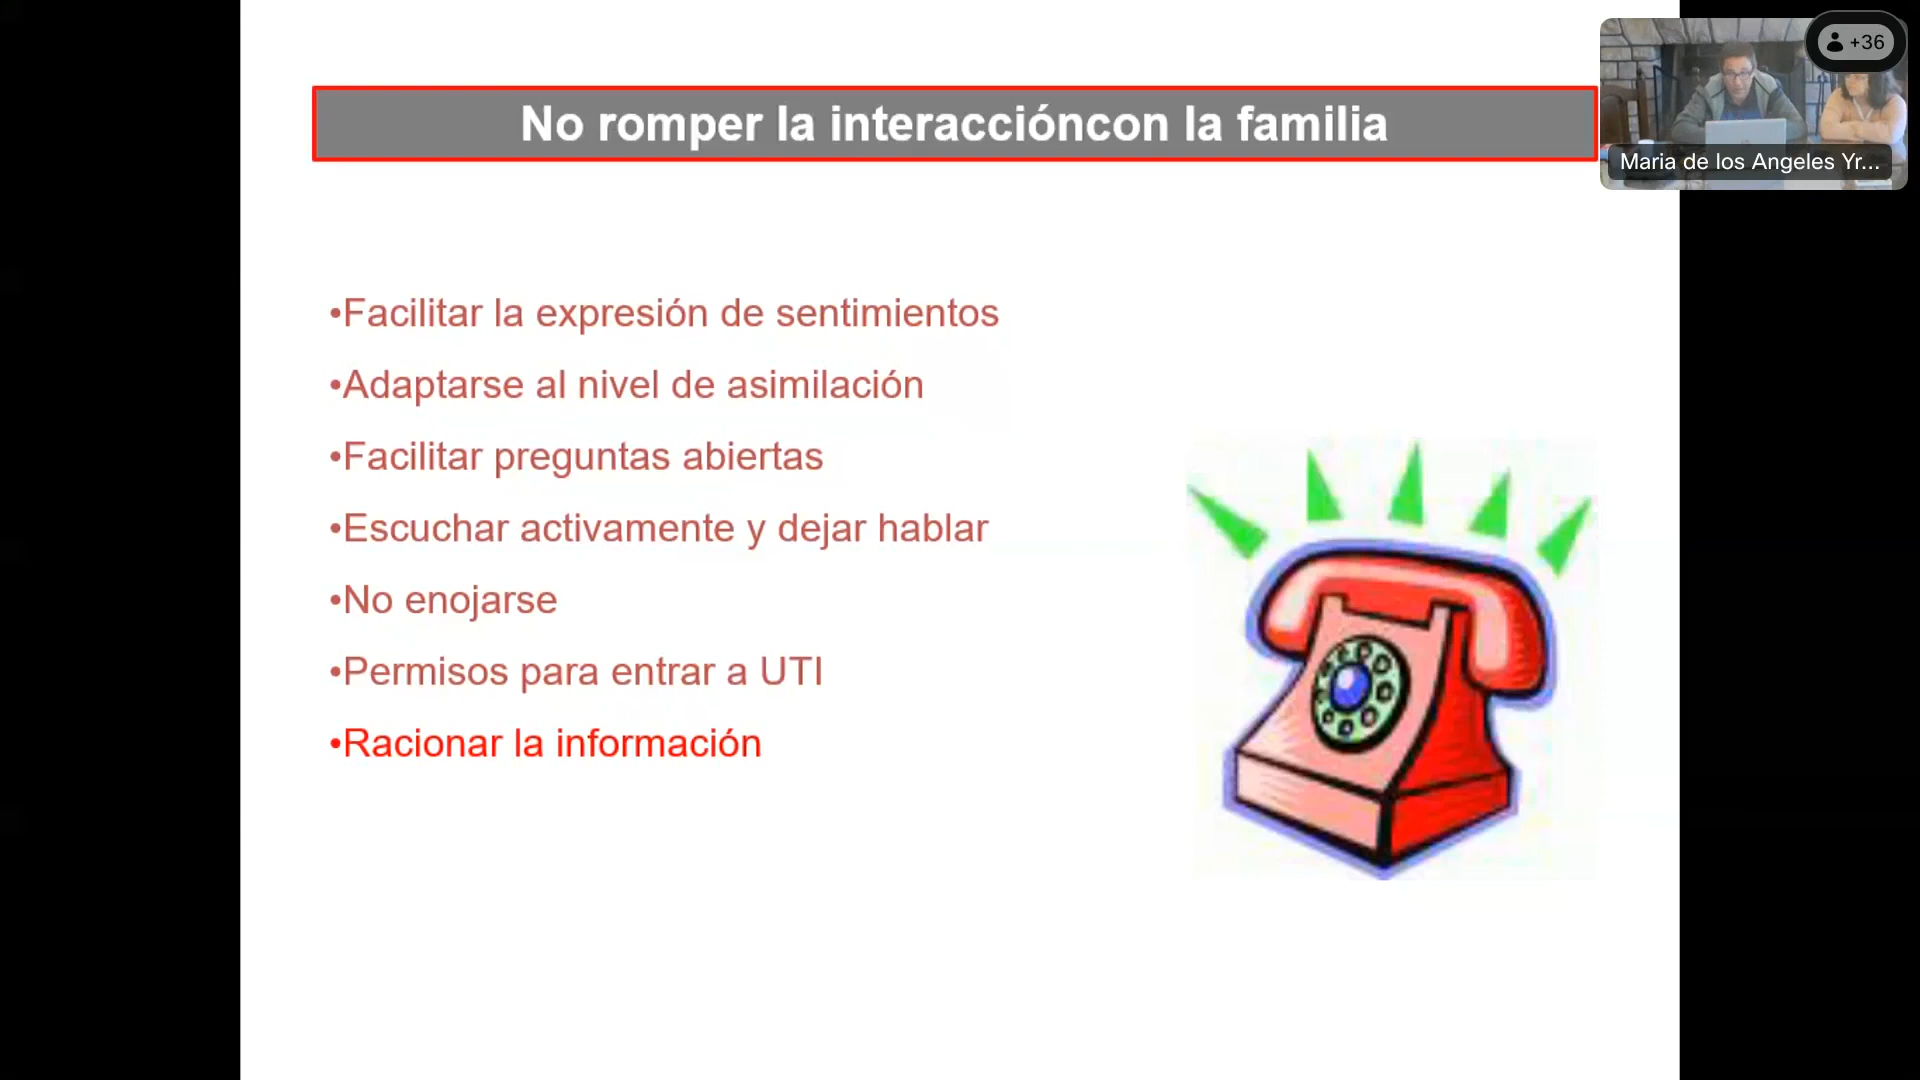 No romper la interaccióncon la familia
+36
Maria de los Angeles Yr...
•Facilitar la expresión de sentimientos
•Adaptarse al nivel de asimilación
•Facilitar preguntas abiertas
•Escuchar activamente y dejar hablar
•No enojarse
•Permisos para entrar a UTI
•Racionar la información